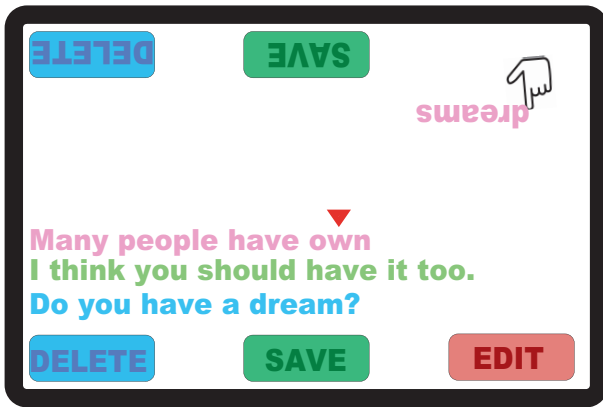 DELETE SAVE
dreams
Many people have own
I think you should have it too.
Do you have a dream?
DELETE SAVE EDIT